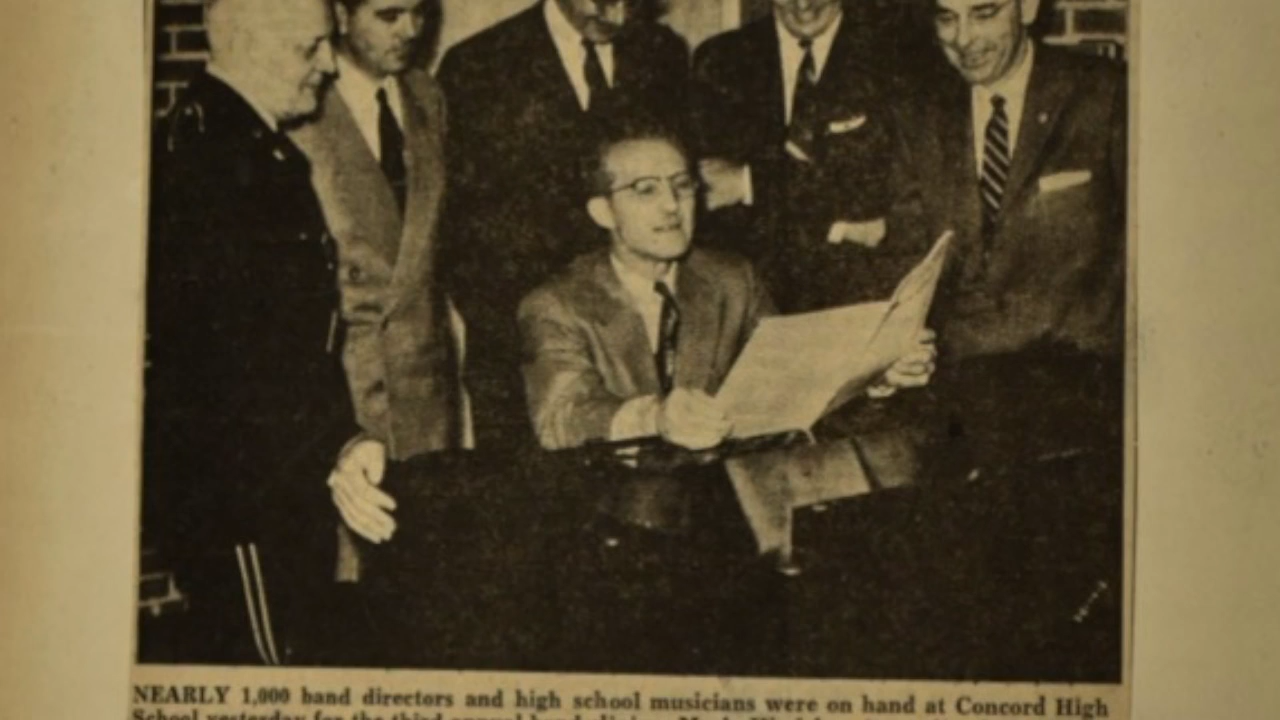 NEARLY 1,000 band directors and high school musicians were on hand at Concord High
School yesterday for the third annual band clinic.